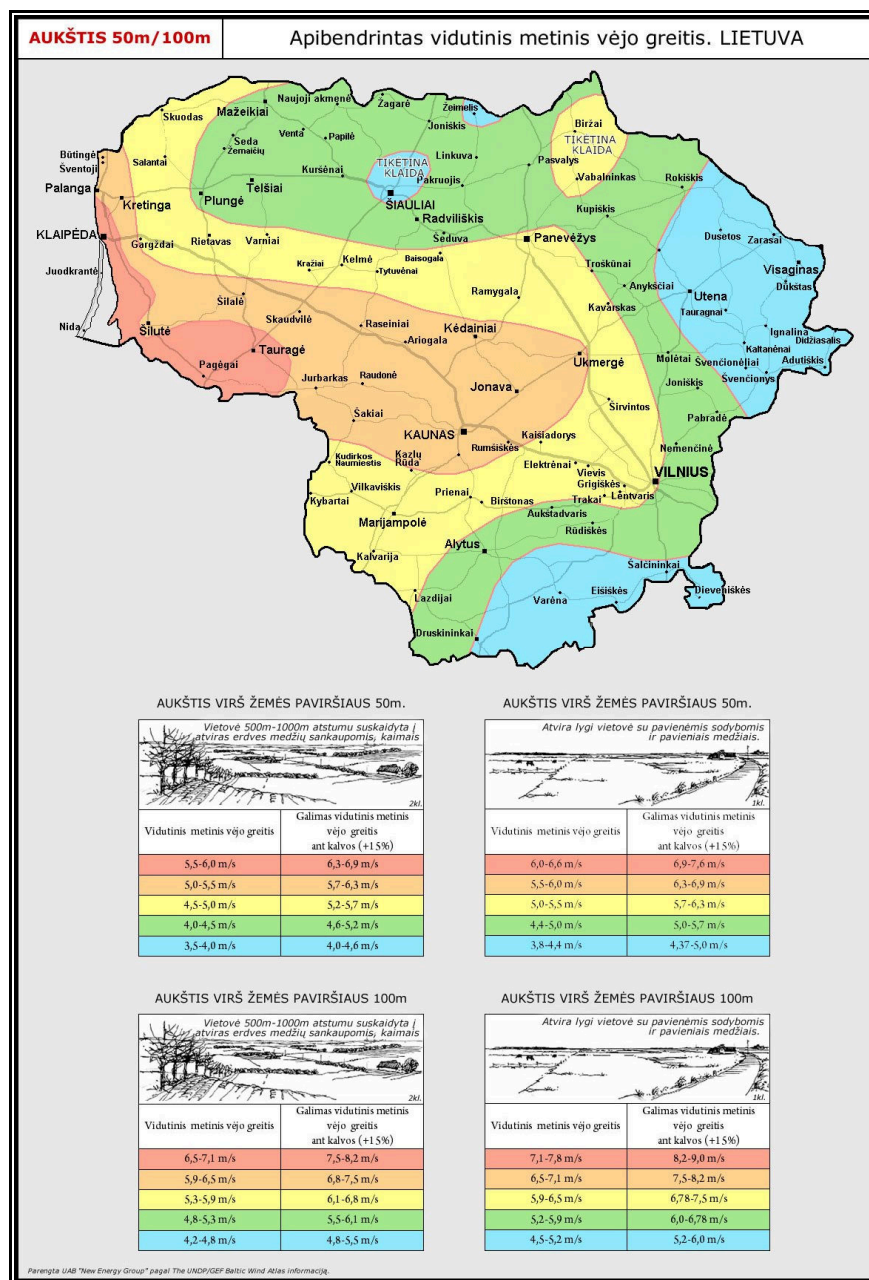 AUKŠTIS 50m/100m
Apibendrintas vidutinis metinis vėjo greitis. LIETUVA
Naujoji akmenė
Žagarė
Žeimelis
Skuodas
Mažeikiai
Joniškis
Biržai
Seda
Venta
Papilė
TIKĖTINA
KLAIDA
Būtingė
Žemaičių
Linkuva
Šventoji
Salantai
Kuršėnai
TIKĖTINA
KLAIDA
Pasvalys
Palanga
Telšiai
Pakruojis
Vabalninkas
Rokiškis
Kretinga
Plungė
ŠIAULIAI
Radviliškis
Kupiškis
KLAIPĖDA
Gargždai
Rietavas
Varniai
Šeduva
Panevėžys
Dusetos
Zarasai
Kelmė
Baisogala
Juodkrantė
Kražiai
Tytuvėnai
Troškūnai
Visaginas
Ramygala
Anykščiai
Utena
Dūkštas
Šilalė
Skaudvilė
Kavarskas
Tauragnai
Nida
Šilutė
Raseiniai
Kėdainiai
Ignalina
Didžiasalis
Ariogala
Kaltanėnai
Tauragė
Ukmergė
Molėtai
Švenčionėliai
Adutiškis
Pagėgai
Švenčionys
Jurbarkas
Raudonė
Jonava
Joniškis
Širvintos
Šakiai
Pabradė
KAUNAS
Kaišiadorys
Rumšiškės
Nemenčinė
Kudirkos
Naumiestis
Kazlų
Rūda
Elektrėnai
Vievis
VILNIUS
Grigiškės
Vilkaviškis
Kybartai
Prienai
Birštonas
Trakai
Lentvaris
Marijampolė
Aukštadvaris
Rūdiškės
Alytus
Kalvarija
Šalčininkai
Lazdijai
Varėna
Eišiškės
Dieveniškės
Druskininkai
AUKŠTIS VIRŠ ŽEMĖS PAVIRŠIAUS 50m.
Vietovė 500m-1000m atstumu suskaidyta į
atviras erdves medžių sankaupomis, kaimais
2kl.
Vidutinis metinis vėjo greitis
Galimas vidutinis metinis
vėjo greitis
ant kalvos (+15%)
5,5-6,0 m/s
6,3-6,9 m/s
5,0-5,5 m/s
5,7-6,3 m/s
4,5-5,0 m/s
5,2-5,7 m/s
4,0-4,5 m/s
4,6-5,2 m/s
3,5-4,0 m/s
4,0-4,6 m/s
AUKŠTIS VIRŠ ŽEMĖS PAVIRŠIAUS 50m.
Atvira lygi vietovė su pavienėmis sodybomis
ir pavieniais medžiais.
1kl.
Vidutinis metinis vėjo greitis
Galimas vidutinis metinis
vėjo greitis
ant kalvos (+15%)
6,0-6,6 m/s
6,9-7,6 m/s
5,5-6,0 m/s
6,3-6,9 m/s
5,0-5,5 m/s
5,7-6,3 m/s
4,4-5,0 m/s
5,0-5,7 m/s
3,8-4,4 m/s
4,37-5,0 m/s
AUKŠTIS VIRŠ ŽEMĖS PAVIRŠIAUS 100m
Vietovė 500m-1000m atstumu suskaidyta į
atviras erdves medžių sankaupomis, kaimais
2kl.
Vidutinis metinis vėjo greitis
Galimas vidutinis metinis
vėjo greitis
ant kalvos (+15%)
6,5-7,1 m/s
7,5-8,2 m/s
5,9-6,5 m/s
6,8-7,5 m/s
5,3-5,9 m/s
6,1-6,8 m/s
4,8-5,3 m/s
5,5-6,1 m/s
4,2-4,8 m/s
4,8-5,5 m/s
AUKŠTIS VIRŠ ŽEMĖS PAVIRŠIAUS 100m
Atvira lygi vietovė su pavienėmis sodybomis
ir pavieniais medžiais.
1kl.
Vidutinis metinis vėjo greitis
Galimas vidutinis metinis
vėjo greitis
ant kalvos (+15%)
7,1-7,8 m/s
8,2-9,0 m/s
6,5-7,1 m/s
7,5-8,2 m/s
5,9-6,5 m/s
6,78-7,5 m/s
5,2-5,9 m/s
6,0-6,78 m/s
4,5-5,2 m/s
5,2-6,0 m/s
Parengta UAB "New Energy Group" pagal The UNDP/GEF Baltic Wind Atlas informaciją.